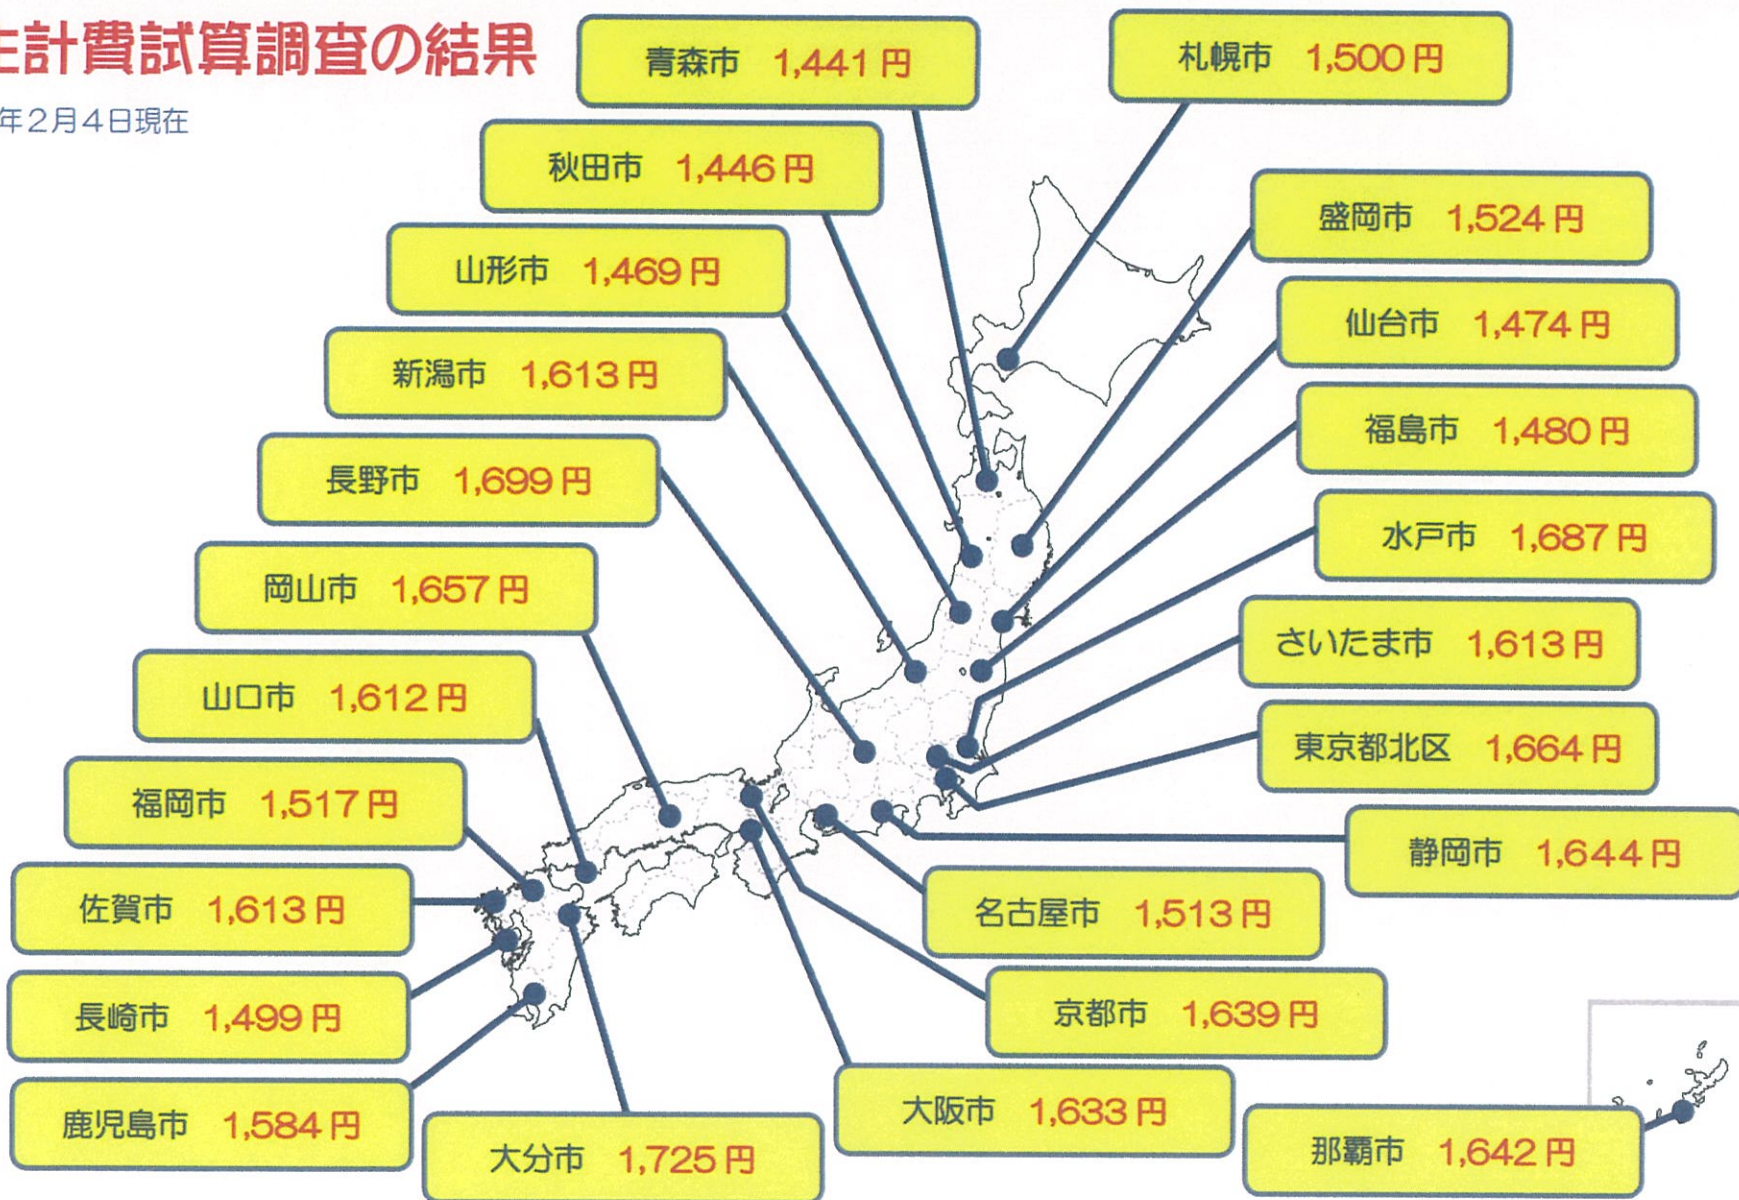 生計費試算調査の結果
年2月4日現在
青森市 1,441円
札幌市 1,500円
秋田市 1,446円
盛岡市 1,524円
山形市 1,469円
仙台市 1,474円
新潟市 1,613円
福島市 1,480円
長野市 1,699円
水戸市 1,687円
岡山市 1,657円
さいたま市 1,613円
山口市 1,612円
東京都北区 1,664円
福岡市 1,517円
静岡市 1,644円
佐賀市 1,613円
名古屋市 1,513円
長崎市 1,499円
京都市 1,639円
鹿児島市 1,584円
大阪市 1,633円
大分市 1,725円
那覇市 1,642円